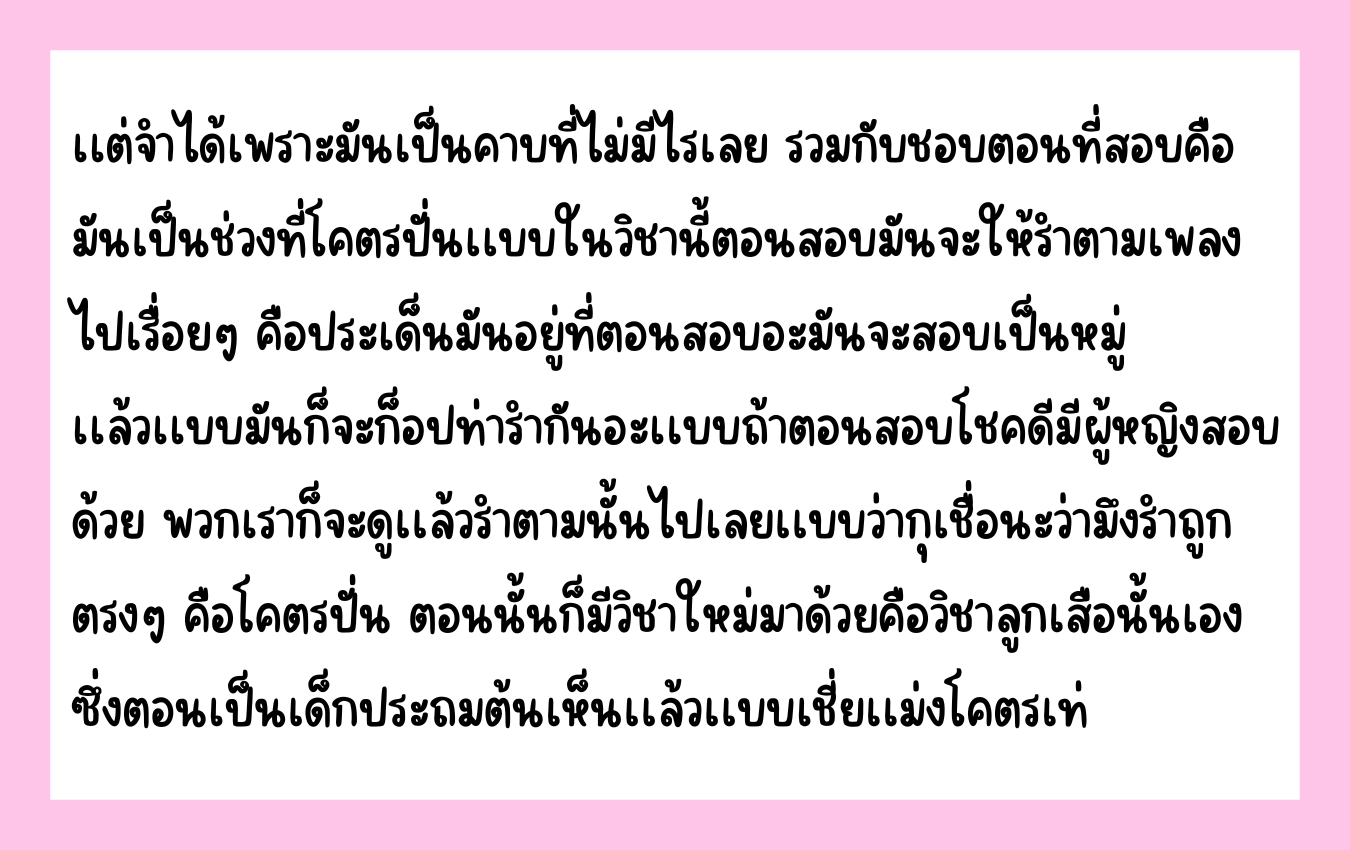 แต่จำได้เพราะมันเป็นคาบที่ไม่มีไรเลย รวมกับชอบตอนที่สอบคือ
มันเป็นช่วงที่โคตรปั่นแบบในวิชานี้ตอนสอบมันจะให้รำตามเพลง
ไปเรื่อยๆ คือประเด็นมันอยู่ที่ตอนสอบอะมันจะสอบเป็นหมู่
แล้วแบบมันก็จะก็อปท่ารำกันอะแบบถ้าตอนสอบโชคดีมีผู้หญิงสอบ
ด้วย พวกเราก็จะดูแล้วรำตามนั้นไปเลยแบบว่ากุเชื่อนะว่ามึงรำถูก
ตรงๆ คือโคตรปั่น ตอนนั้นก็มีวิชาใหม่มาด้วยคือวิชาลูกเสือนั้นเอง
ซึ่งตอนเป็นเด็กประถมต้นเห็นแล้วแบบเชี่ยแม่งโคตรเท่